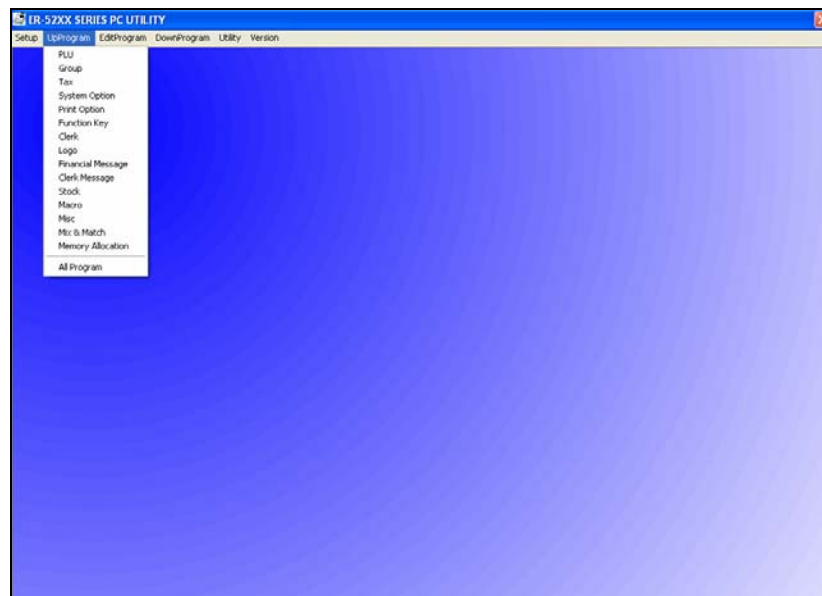 ER-52XX SERIES PC UTILITY
Setup UpProgram EditProgram DownProgram Utility Version
PLU
Group
Tax
System Option
Print Option
Function Key
Clerk
Logo
Financial Message
Clerk Message
Stock
Macro
Misc
Mix & Match
Memory Allocation
All Program